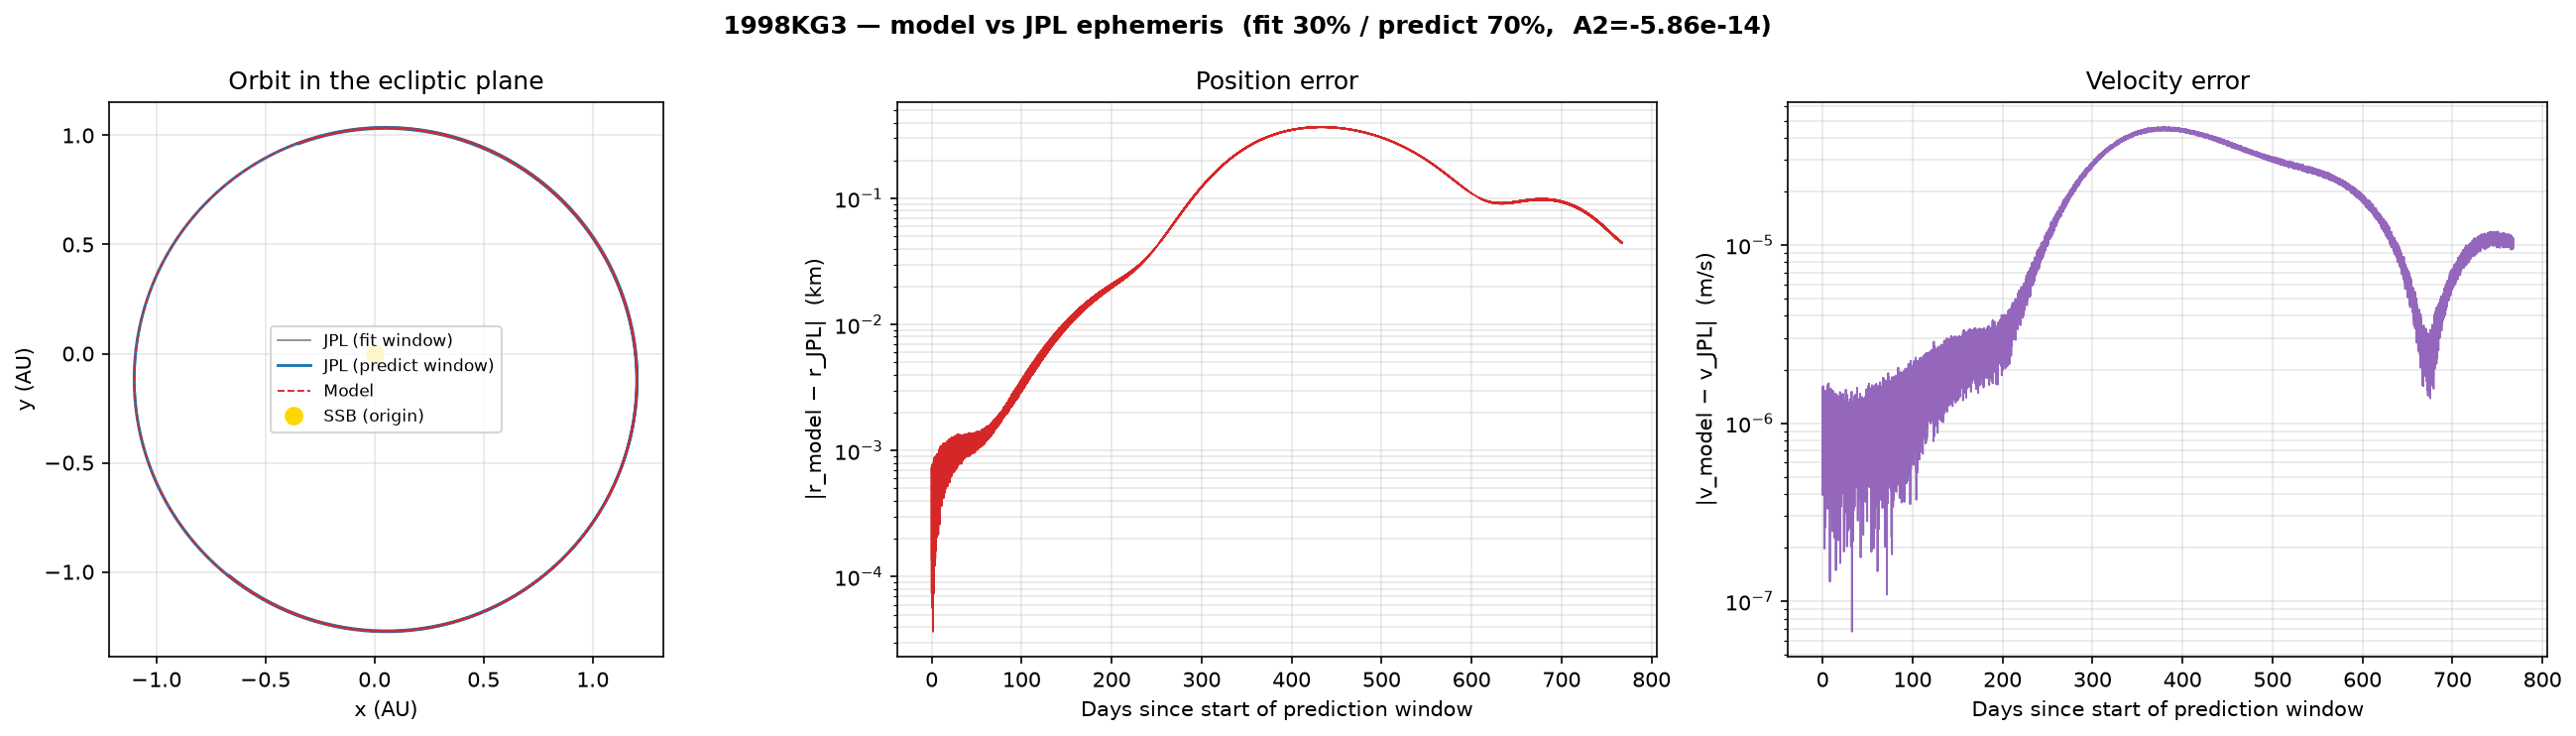 1998KG3 — model vs JPL ephemeris  (fit 30% / predict 70%,  A2=-5.86e-14)
Orbit in the ecliptic plane
y (AU)
1.0
0.5
0.0
−0.5
−1.0
JPL (fit window)
JPL (predict window)
Model
SSB (origin)
−1.0 −0.5 0.0 0.5 1.0
x (AU)
Position error
|r_model − r_JPL|  (km)
10⁻¹
10⁻²
10⁻³
10⁻⁴
0 100 200 300 400 500 600 700 800
Days since start of prediction window
Velocity error
|v_model − v_JPL|  (m/s)
10⁻⁵
10⁻⁶
10⁻⁷
0 100 200 300 400 500 600 700 800
Days since start of prediction window